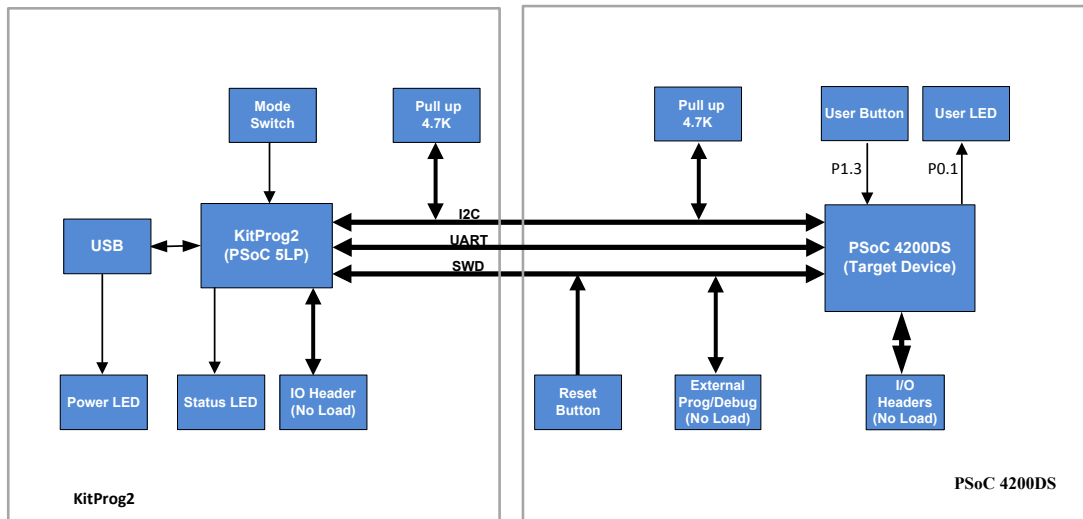 Mode
Switch
Pull up
4.7K
Pull up
4.7K
User Button
User LED
P1.3
P0.1
I2C
UART
SWD
USB
KitProg2
(PSoC 5LP)
PSoC 4200DS
(Target Device)
Power LED
Status LED
IO Header
(No Load)
Reset
Button
External
Prog/Debug
(No Load)
I/O
Headers
(No Load)
KitProg2
PSoC 4200DS